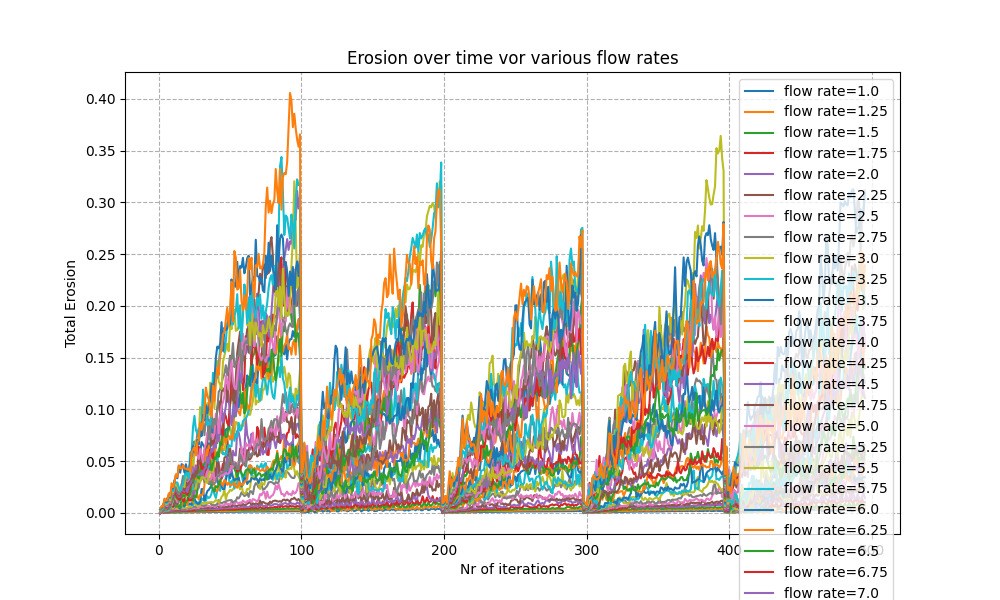 Erosion over time vor various flow rates
Total Erosion
0.40
0.35
0.30
0.25
0.20
0.15
0.10
0.05
0.00
0
100
200
300
400
500
Nr of iterations
flow rate=1.0
flow rate=1.25
flow rate=1.5
flow rate=1.75
flow rate=2.0
flow rate=2.25
flow rate=2.5
flow rate=2.75
flow rate=3.0
flow rate=3.25
flow rate=3.5
flow rate=3.75
flow rate=4.0
flow rate=4.25
flow rate=4.5
flow rate=4.75
flow rate=5.0
flow rate=5.25
flow rate=5.5
flow rate=5.75
flow rate=6.0
flow rate=6.25
flow rate=6.5
flow rate=6.75
flow rate=7.0